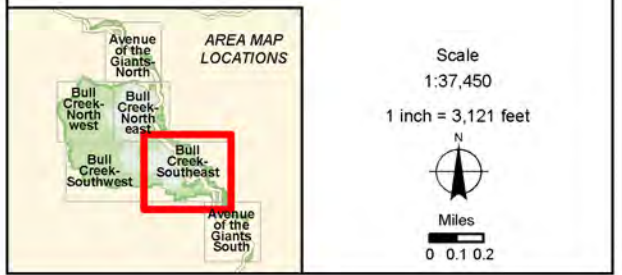 AREA MAP
LOCATIONS
Avenue
of the
Giants-
North
Bull
Creek-
North
west
Bull
Creek-
North
east
Bull
Creek-
Southwest
Bull
Creek-
Southeast
Avenue
of the
Giants
South
Scale
1:37,450
1 inch = 3,121 feet
N
Miles
0 0.1 0.2